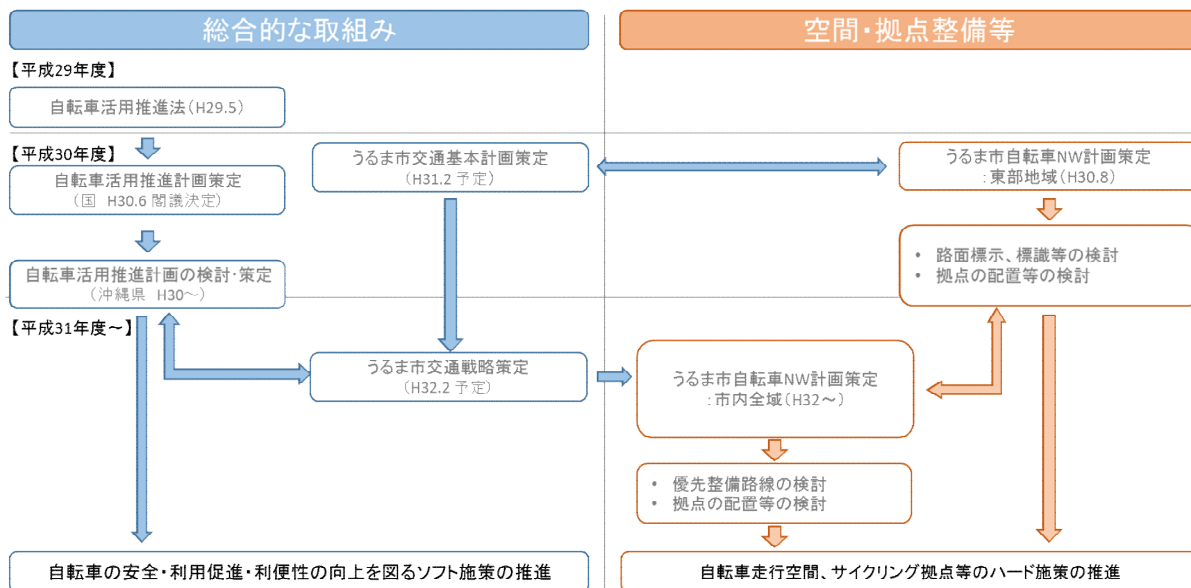 総合的な取組み
空間・拠点整備等
【平成29年度】
自転車活用推進法(H29.5)
【平成30年度】
自転車活用推進計画策定
(国 H30.6 閣議決定)
うるま市交通基本計画策定
(H31.2 予定)
うるま市自転車NW計画策定
:東部地域(H30.8)
自転車活用推進計画の検討・策定
(沖縄県 H30~)
• 路面標示、標識等の検討
• 拠点の配置等の検討
【平成31年度~】
うるま市交通戦略策定
(H32.2 予定)
うるま市自転車NW計画策定
:市内全域(H32~)
• 優先整備路線の検討
• 拠点の配置等の検討
自転車の安全・利用促進・利便性の向上を図るソフト施策の推進
自転車走行空間、サイクリング拠点等のハード施策の推進